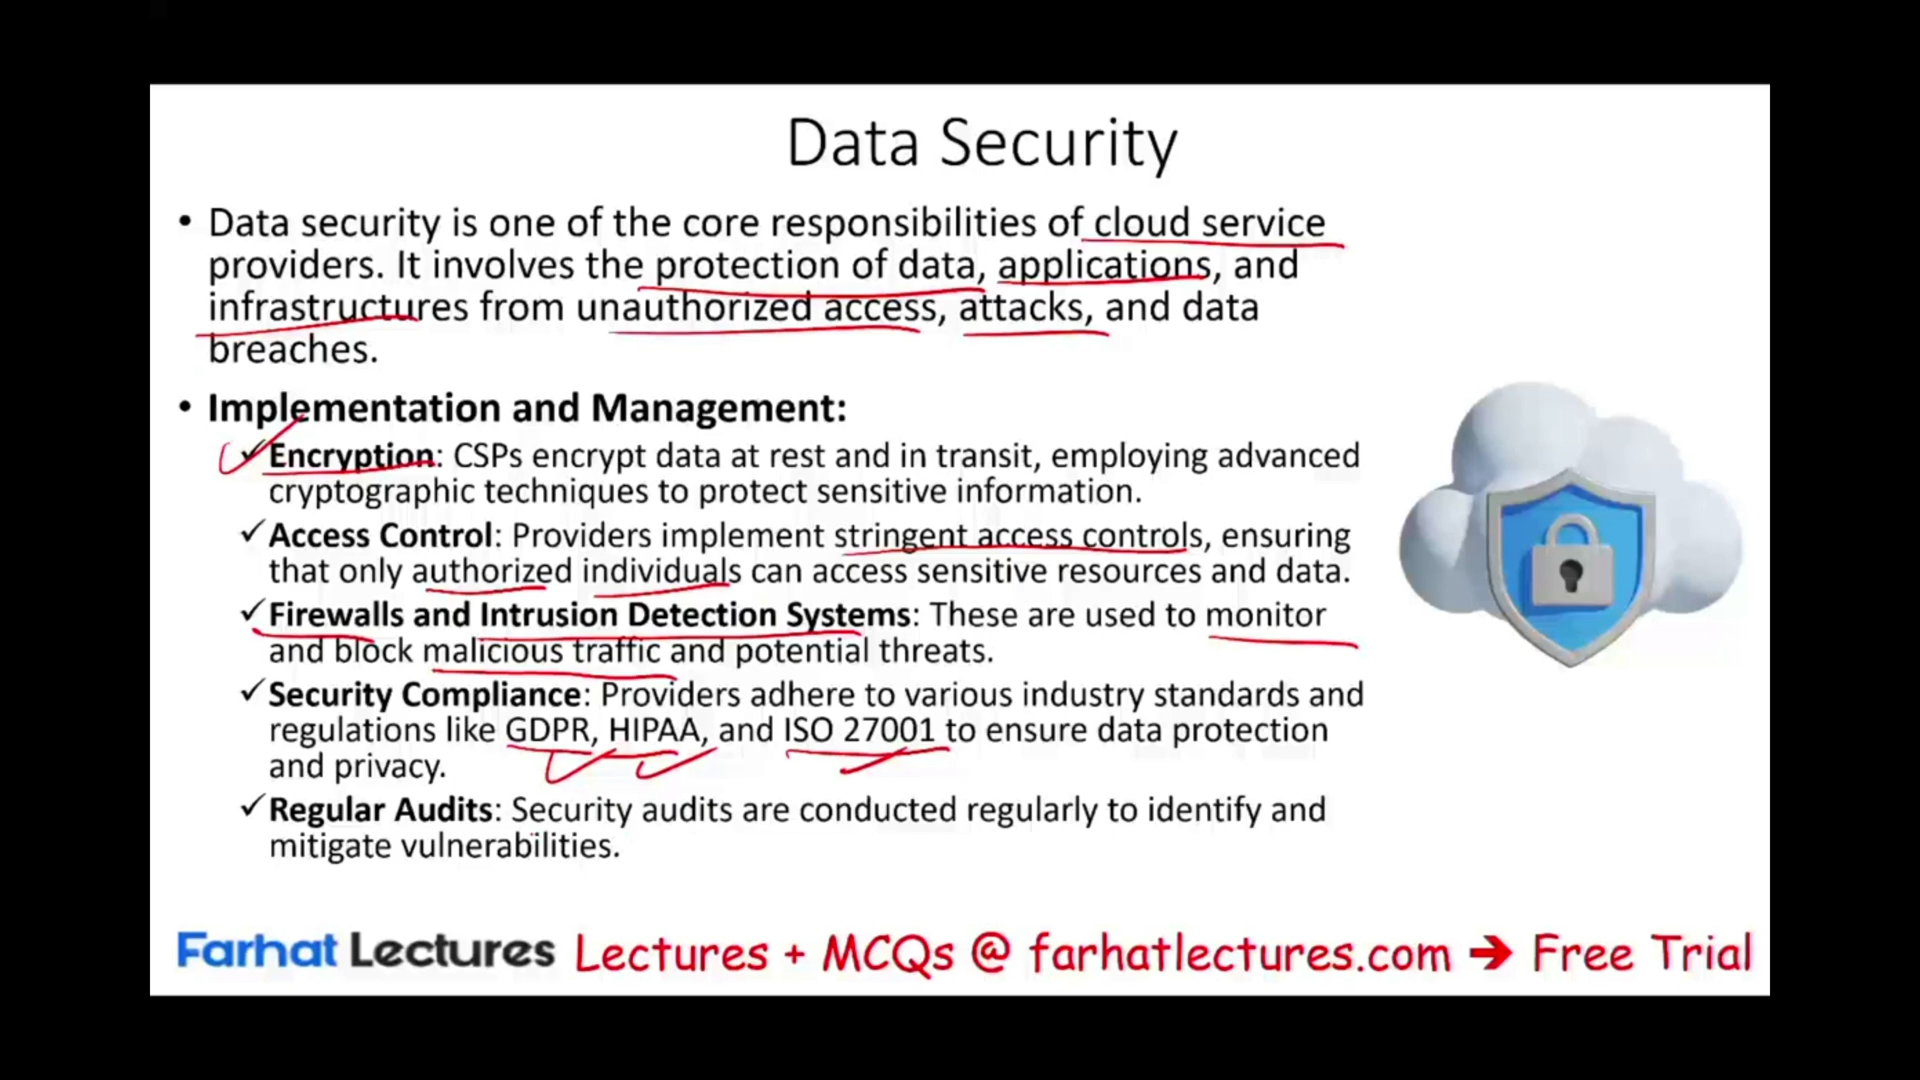 Data Security
• Data security is one of the core responsibilities of cloud service
providers. It involves the protection of data, applications, and
infrastructures from unauthorized access, attacks, and data
breaches.
• Implementation and Management:
✓Encryption: CSPs encrypt data at rest and in transit, employing advanced
cryptographic techniques to protect sensitive information.
✓Access Control: Providers implement stringent access controls, ensuring
that only authorized individuals can access sensitive resources and data.
✓Firewalls and Intrusion Detection Systems: These are used to monitor
and block malicious traffic and potential threats.
✓Security Compliance: Providers adhere to various industry standards and
regulations like GDPR, HIPAA, and ISO 27001 to ensure data protection
and privacy.
✓Regular Audits: Security audits are conducted regularly to identify and
mitigate vulnerabilities.
Farhat Lectures Lectures + MCQs @ farhatlectures.com ➔ Free Trial